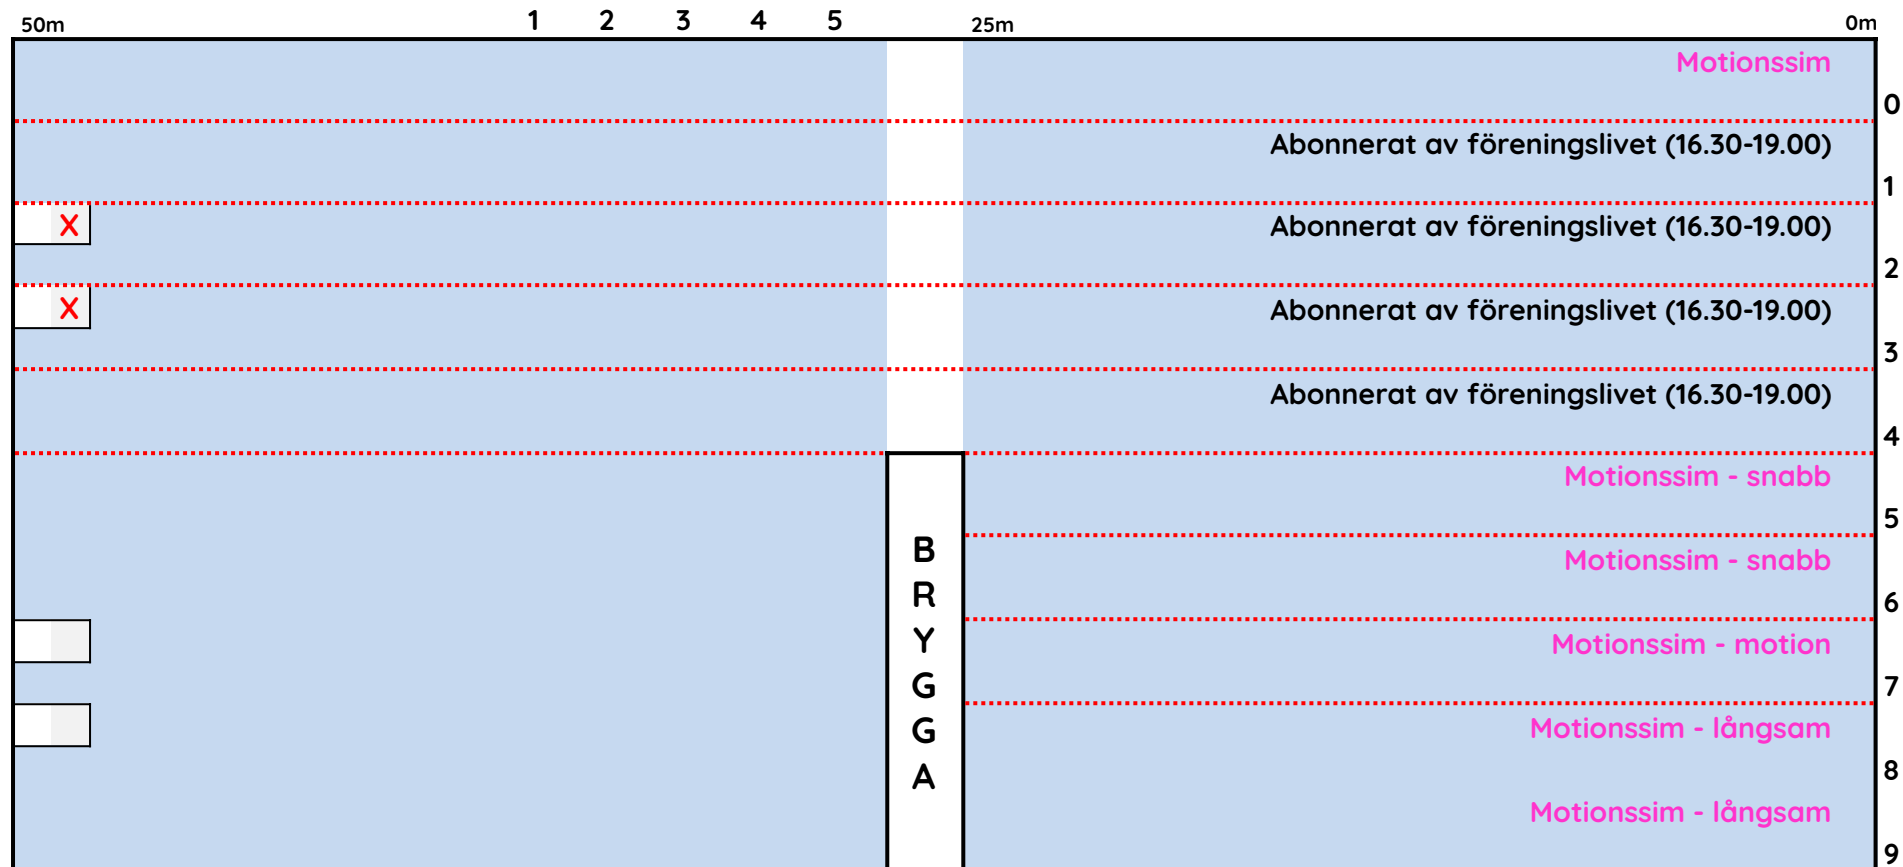 50m 1 2 3 4 5 25m 0m
Motionssim
0
Abonnerat av föreningslivet (16.30-19.00)
1
X Abonnerat av föreningslivet (16.30-19.00)
2
X Abonnerat av föreningslivet (16.30-19.00)
3
Abonnerat av föreningslivet (16.30-19.00)
4
Motionssim - snabb
5
Motionssim - snabb
6
Motionssim - motion
7
Motionssim - långsam
8
Motionssim - långsam
9
B
R
Y
G
G
A